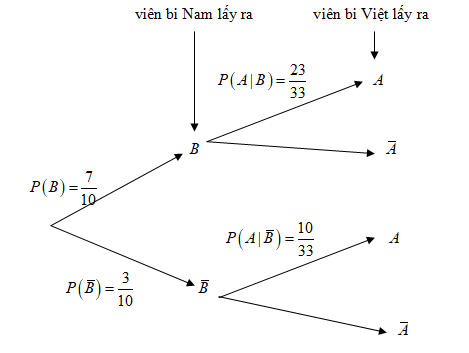 viên bi Nam lấy ra
viên bi Việt lấy ra
P(A|B) = 23/33
A
B
A̅
P(B) = 7/10
P(A|B̅) = 10/33
A
P(B̅) = 3/10
B̅
A̅